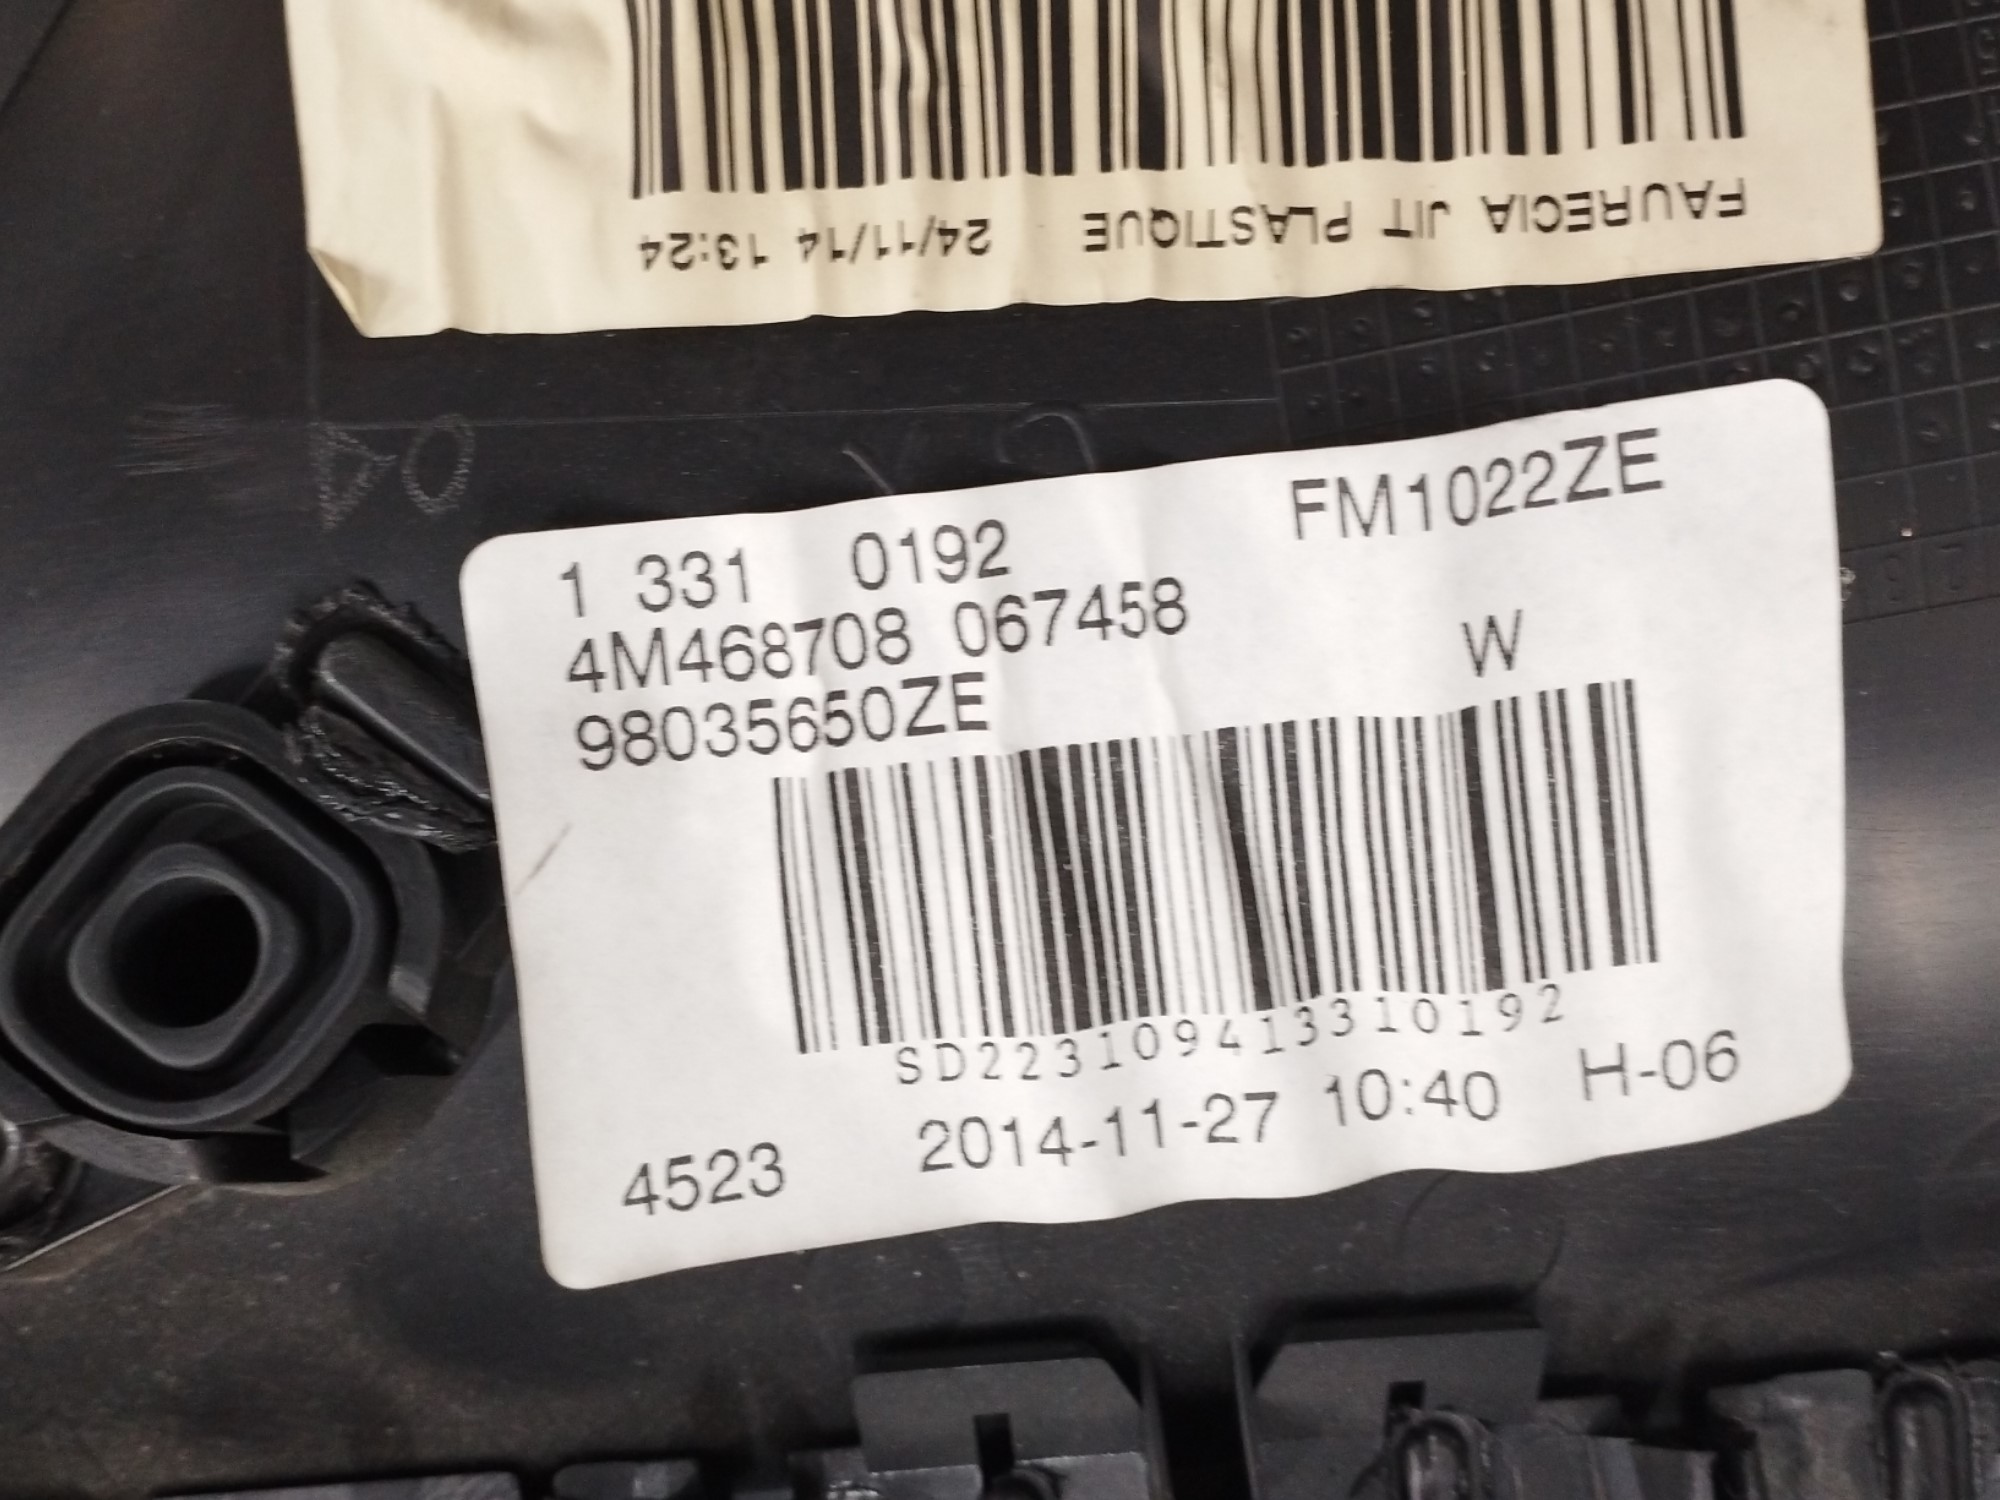 FAURECIA JIT PLASTIQUE 24/11/14 13:24
1 331 0192 FM1022ZE
4M468708 067458
98035650ZE W
SD223109413310192
4523 2014-11-27 10:40 H-06